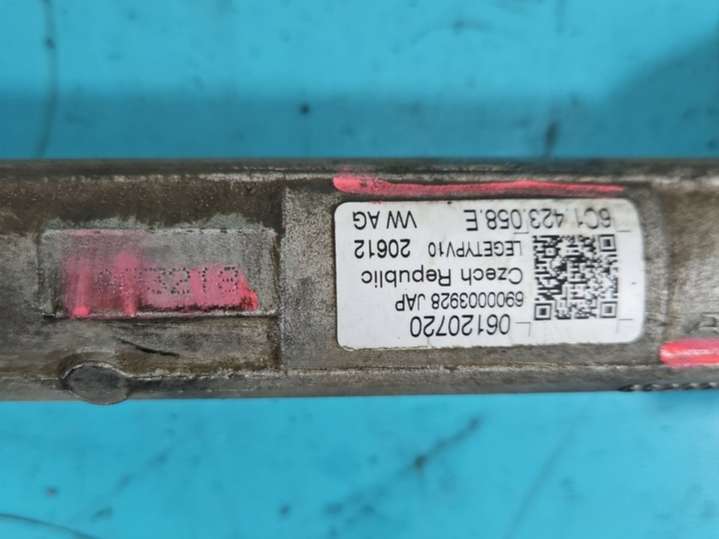 06120720
6900003928 JAP
Czech Republic
LEGETYPV10 20612
6C1.423.058.E VW AG